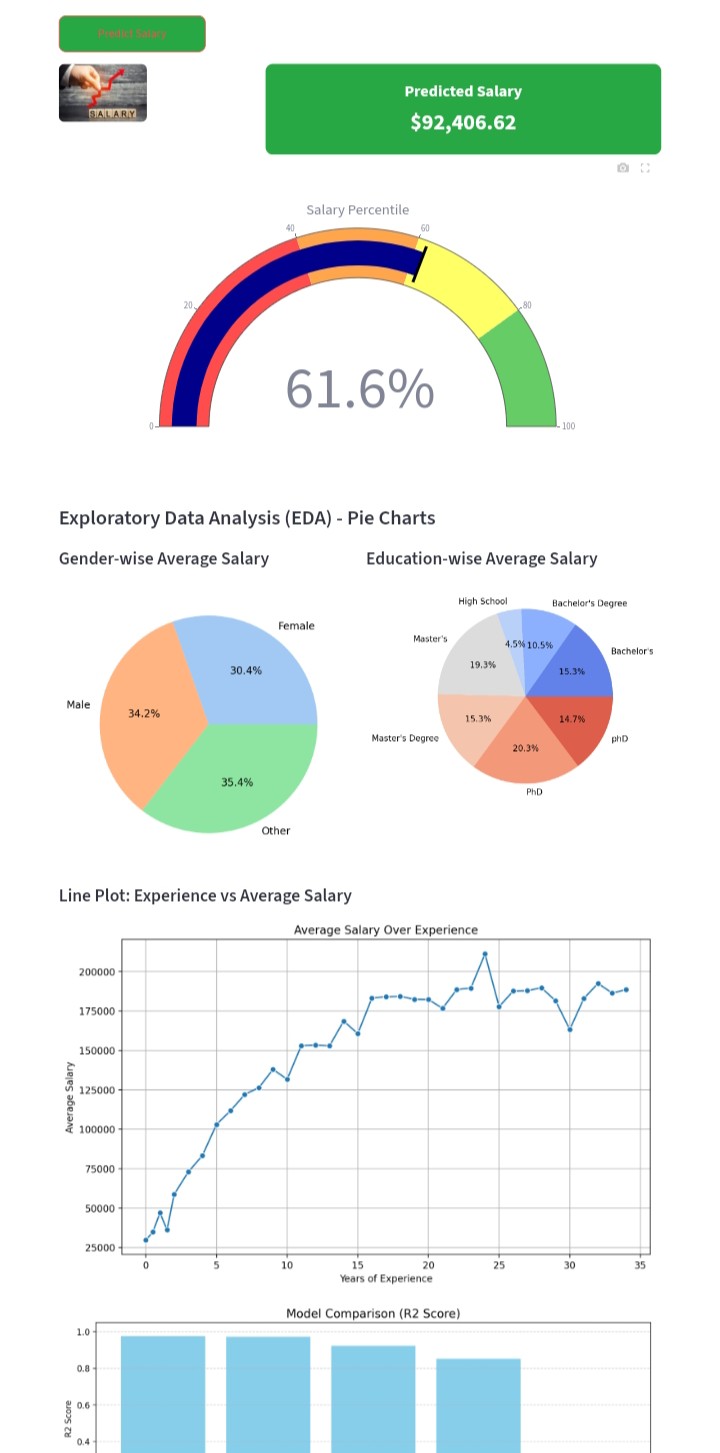 Predict Salary
SALARY
Predicted Salary
$92,406.62
Salary Percentile
40
60
20
80
61.6%
0
100
Exploratory Data Analysis (EDA) - Pie Charts
Gender-wise Average Salary
Education-wise Average Salary
Female
30.4%
Male
34.2%
35.4%
Other
High School
Bachelor's Degree
Master's
4.5%
10.5%
Bachelor's
19.3%
15.3%
15.3%
14.7%
Master's Degree
phD
20.3%
PhD
Line Plot: Experience vs Average Salary
Average Salary Over Experience
200000
175000
150000
125000
100000
75000
50000
25000
Average Salary
0 5 10 15 20 25 30 35
Years of Experience
Model Comparison (R2 Score)
1.0
0.8
0.6
0.4
R2 Score